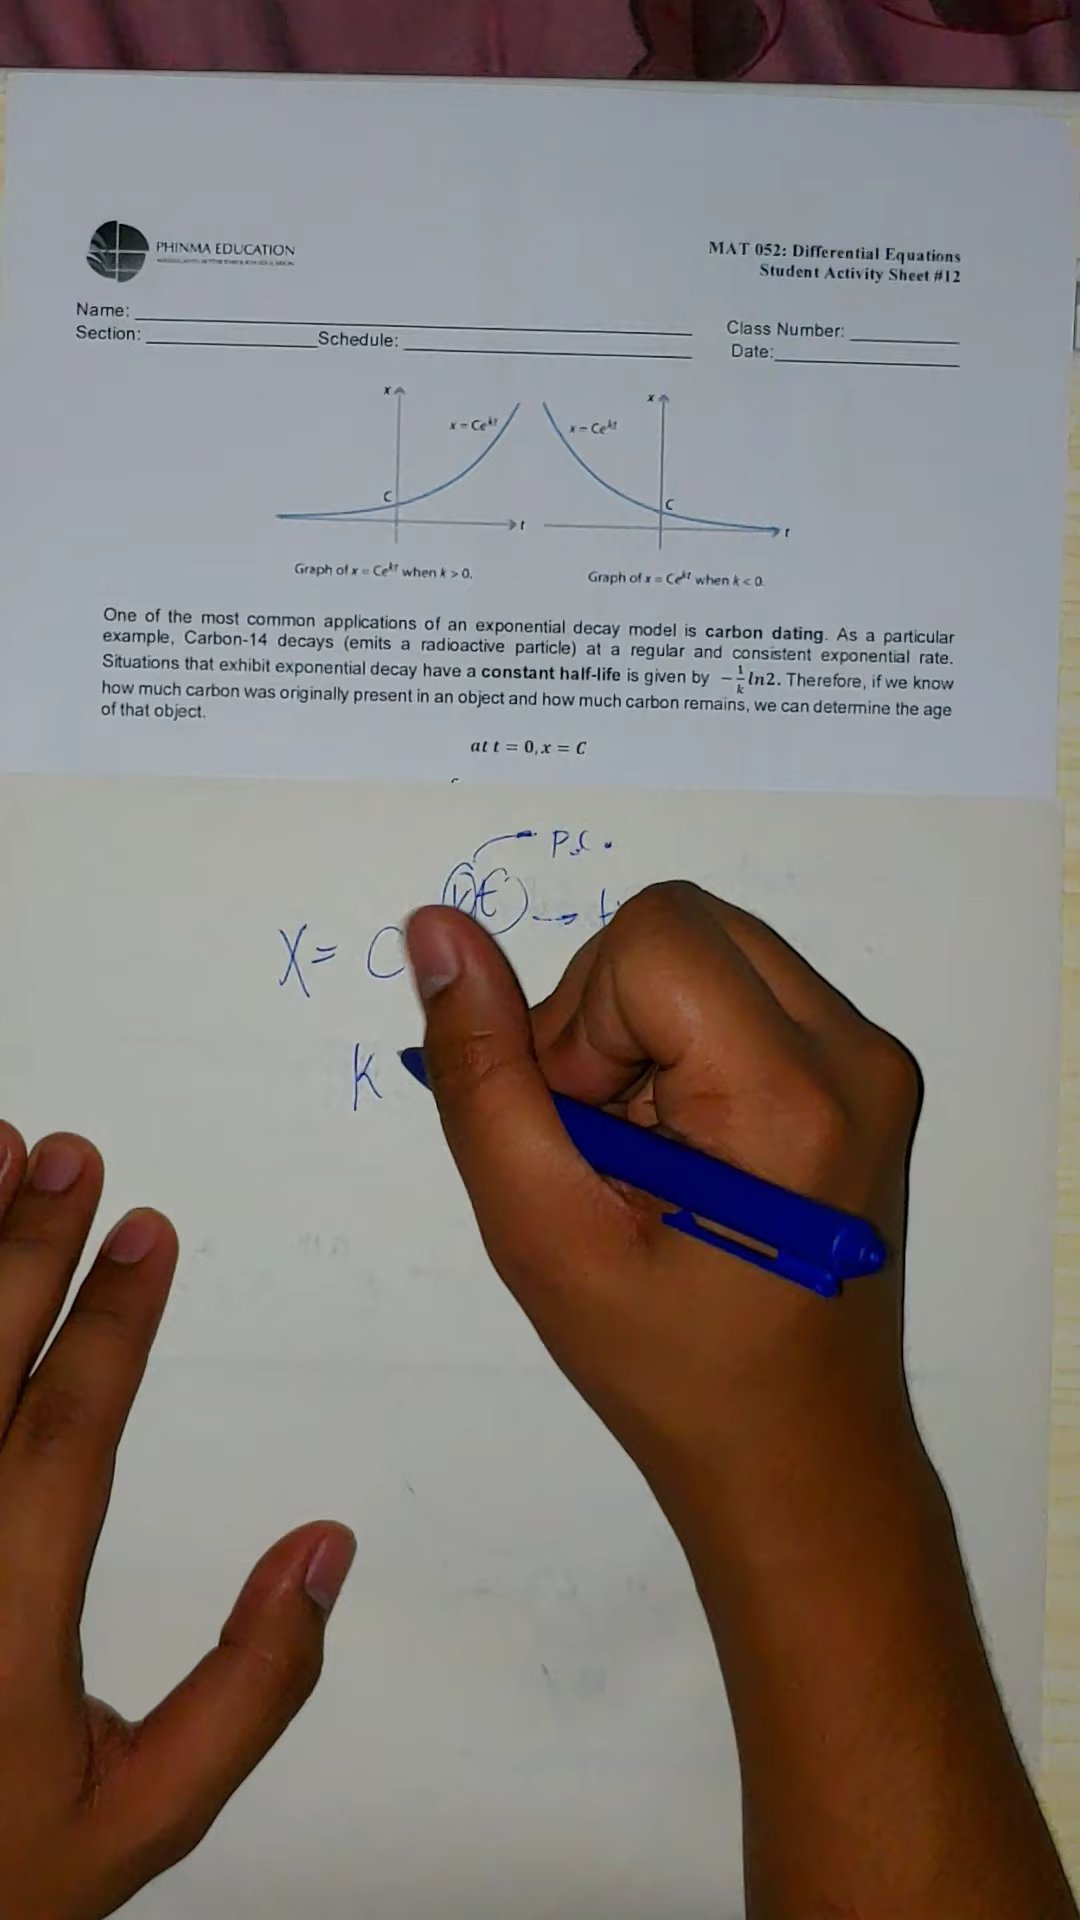 PHINMA EDUCATION
MAT 052: Differential Equations
Student Activity Sheet #12
Name:
Section: Schedule:
Class Number:
Date:
x
x = Ce^{kt}
C
t
x
x = Ce^{kt}
C
t
Graph of x = Ce^{kt} when k > 0.
Graph of x = Ce^{kt} when k < 0.
One of the most common applications of an exponential decay model is carbon dating. As a particular
example, Carbon-14 decays (emits a radioactive particle) at a regular and consistent exponential rate.
Situations that exhibit exponential decay have a constant half-life is given by −\frac{1}{k}ln2. Therefore, if we know
how much carbon was originally present in an object and how much carbon remains, we can determine the age
of that object.
at t = 0, x = C
X = C
k